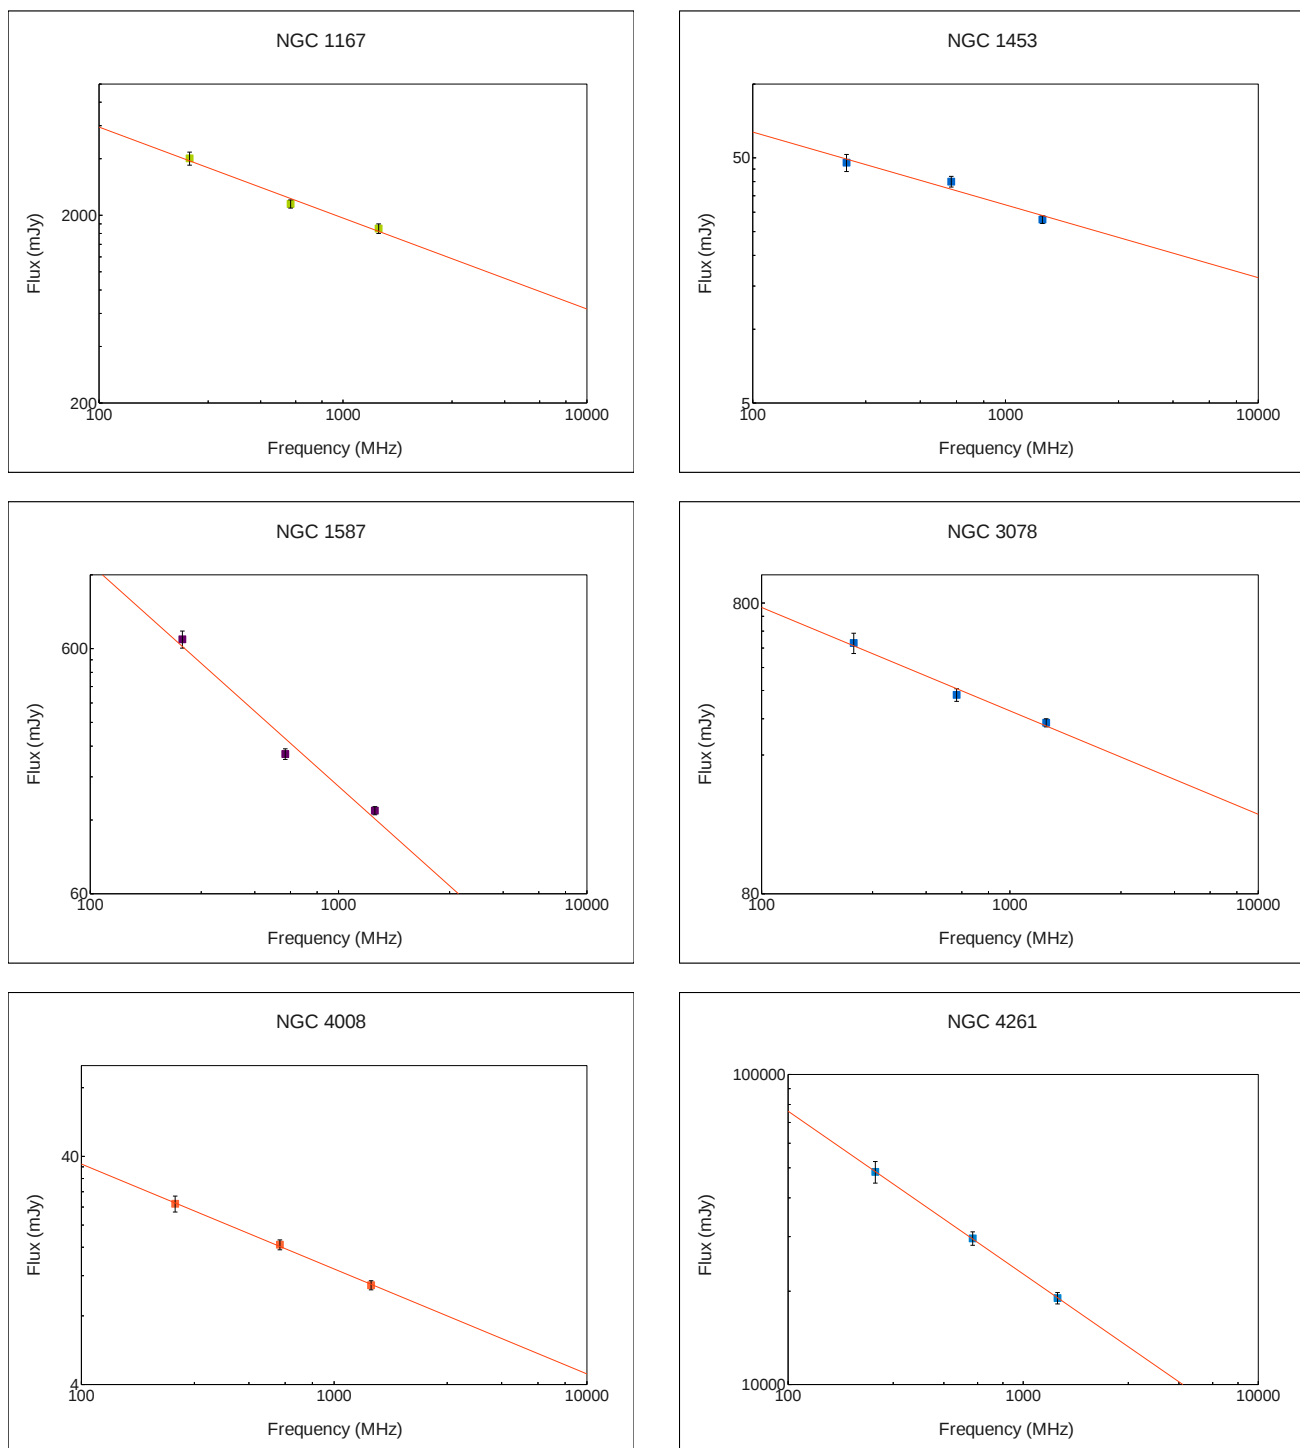 NGC 1167
2000
200
100
1000
10000
Flux (mJy)
Frequency (MHz)
NGC 1453
50
5
100
1000
10000
Flux (mJy)
Frequency (MHz)
NGC 1587
600
60
100
1000
10000
Flux (mJy)
Frequency (MHz)
NGC 3078
800
80
100
1000
10000
Flux (mJy)
Frequency (MHz)
NGC 4008
40
4
100
1000
10000
Flux (mJy)
Frequency (MHz)
NGC 4261
100000
10000
100
1000
10000
Flux (mJy)
Frequency (MHz)